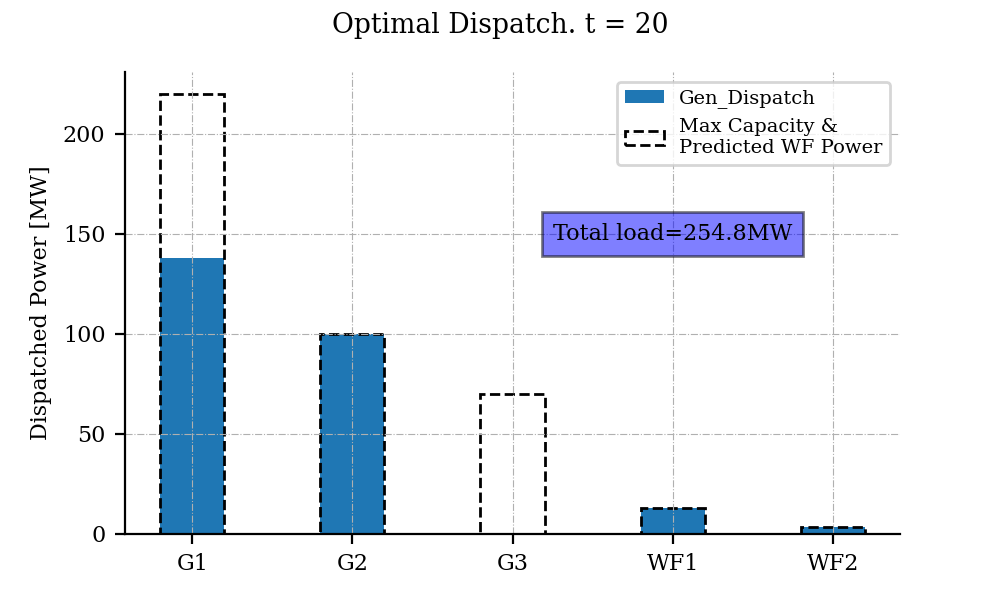 Optimal Dispatch. t = 20
Gen_Dispatch
Max Capacity &
Predicted WF Power
Total load=254.8MW
Dispatched Power [MW]
200
150
100
50
0
G1
G2
G3
WF1
WF2